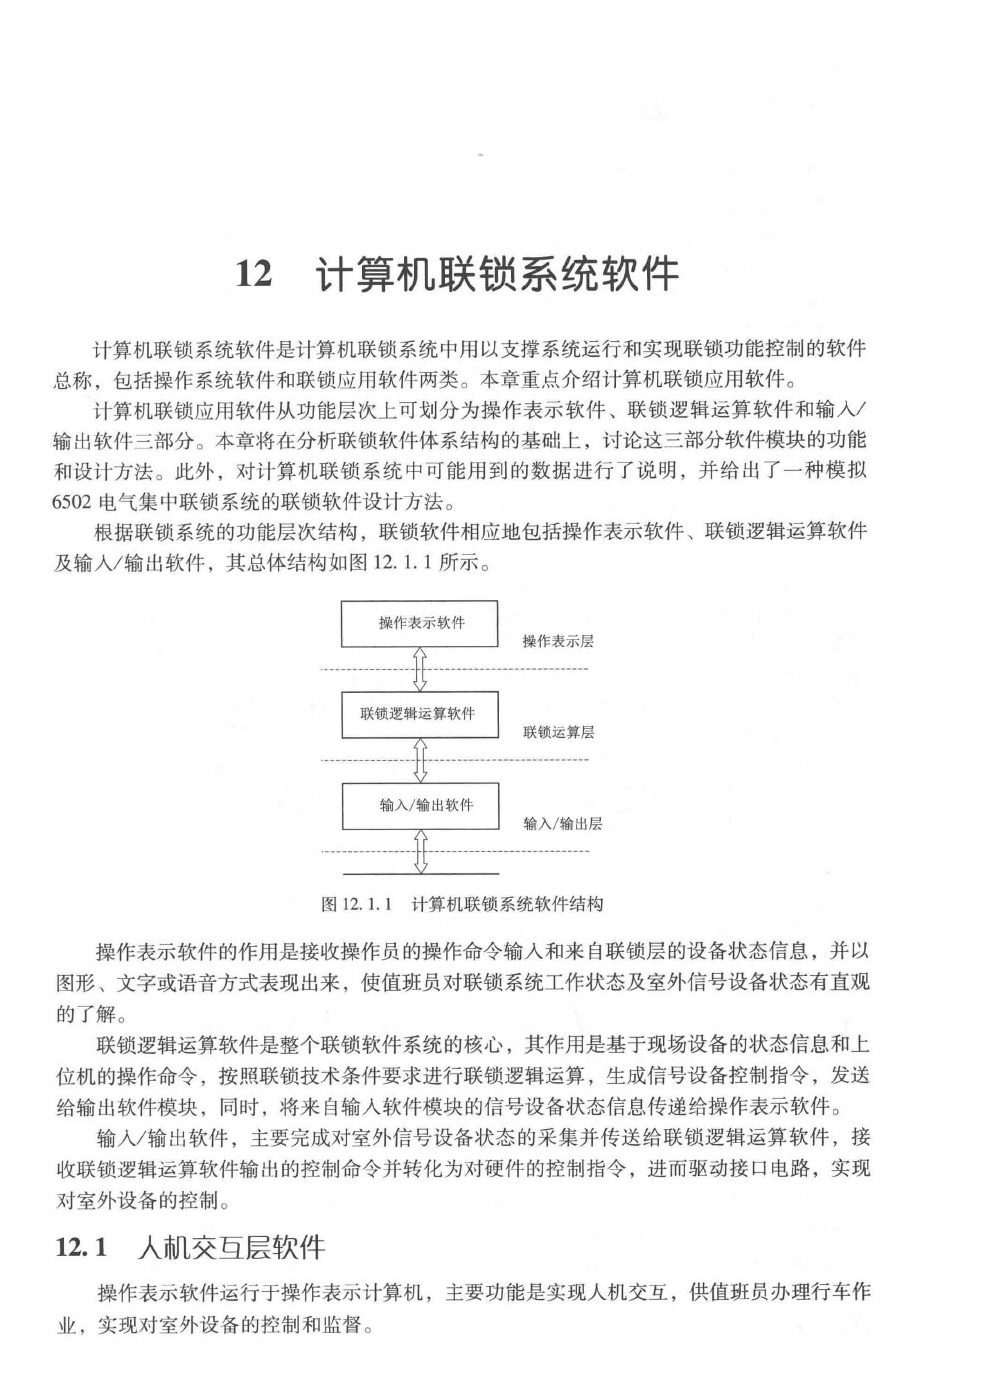 12 计算机联锁系统软件
计算机联锁系统软件是计算机联锁系统中用以支撑系统运行和实现联锁功能控制的软件
总称，包括操作系统软件和联锁应用软件两类。本章重点介绍计算机联锁应用软件。
计算机联锁应用软件从功能层次上可划分为操作表示软件、联锁逻辑运算软件和输入/
输出软件三部分。本章将在分析联锁软件体系结构的基础上，讨论这三部分软件模块的功能
和设计方法。此外，对计算机联锁系统中可能用到的数据进行了说明，并给出了一种模拟
6502 电气集中联锁系统的联锁软件设计方法。
根据联锁系统的功能层次结构，联锁软件相应地包括操作表示软件、联锁逻辑运算软件
及输入/输出软件，其总体结构如图 12.1.1 所示。
操作表示软件
操作表示层
联锁逻辑运算软件
联锁运算层
输入/输出软件
输入/输出层
图 12.1.1 计算机联锁系统软件结构
操作表示软件的作用是接收操作员的操作命令输入和来自联锁层的设备状态信息，并以
图形、文字或语音方式表现出来，使值班员对联锁系统工作状态及室外信号设备状态有直观
的了解。
联锁逻辑运算软件是整个联锁软件系统的核心，其作用是基于现场设备的状态信息和上
位机的操作命令，按照联锁技术条件要求进行联锁逻辑运算，生成信号设备控制指令，发送
给输出软件模块，同时，将来自输入软件模块的信号设备状态信息传递给操作表示软件。
输入/输出软件，主要完成对室外信号设备状态的采集并传送给联锁逻辑运算软件，接
收联锁逻辑运算软件输出的控制命令并转化为对硬件的控制指令，进而驱动接口电路，实现
对室外设备的控制。
12.1 人机交互层软件
操作表示软件运行于操作表示计算机，主要功能是实现人机交互，供值班员办理行车作
业，实现对室外设备的控制和监督。